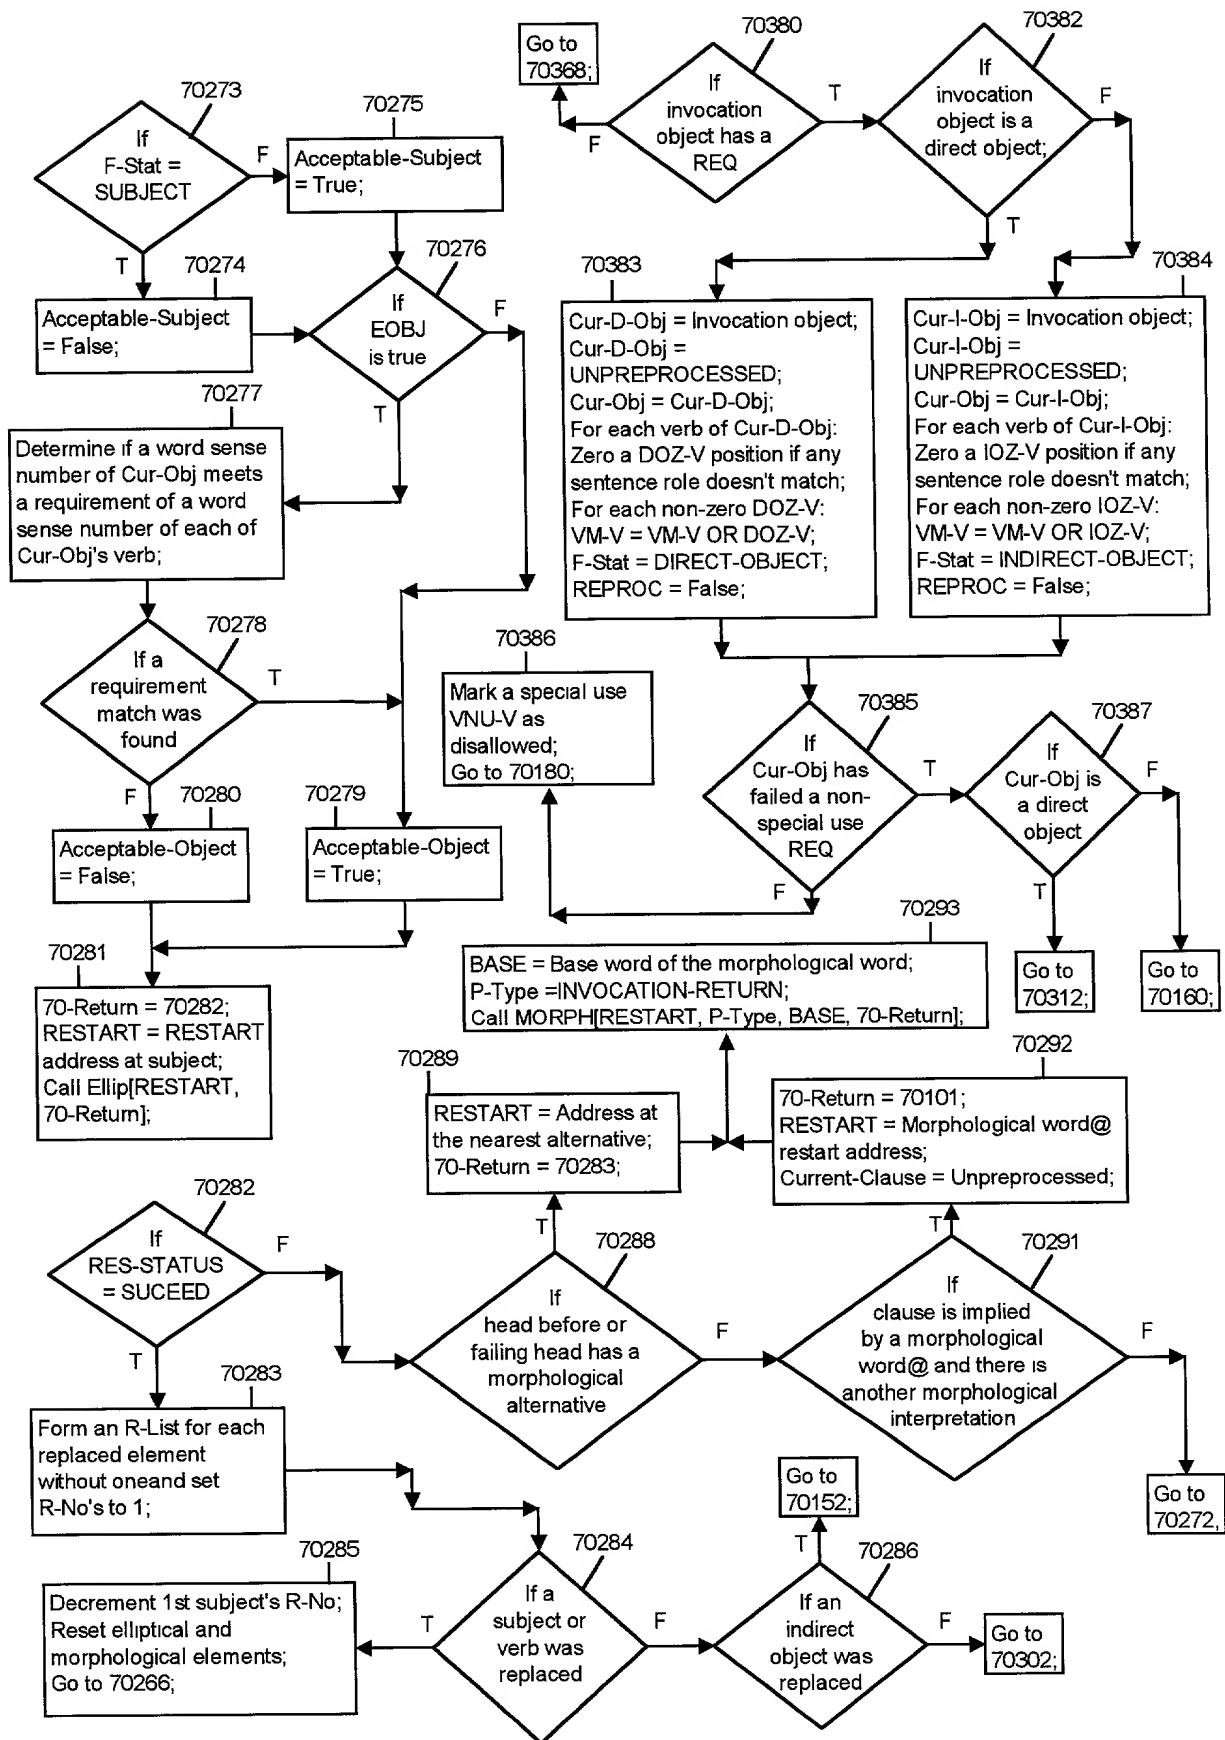 70273
If
F-Stat =
SUBJECT
F
T
70275
Acceptable-Subject
= True;
70274
Acceptable-Subject
= False;
70276
If
EOBJ
is true
F
T
70277
Determine if a word sense
number of Cur-Obj meets
a requirement of a word
sense number of each of
Cur-Obj's verb;
70278
If a
requirement
match was
found
T
F
70280
Acceptable-Object
= False;
70279
Acceptable-Object
= True;
70281
70-Return = 70282;
RESTART = RESTART
address at subject;
Call Ellip[RESTART,
70-Return];
Go to
70368;
70380
If
invocation
object has a
REQ
F
T
70382
If
invocation
object is a
direct object;
F
T
70383
Cur-D-Obj = Invocation object;
Cur-D-Obj =
UNPREPROCESSED;
Cur-Obj = Cur-D-Obj;
For each verb of Cur-D-Obj:
Zero a DOZ-V position if any
sentence role doesn't match;
For each non-zero DOZ-V:
VM-V = VM-V OR DOZ-V;
F-Stat = DIRECT-OBJECT;
REPROC = False;
70384
Cur-I-Obj = Invocation object;
Cur-I-Obj =
UNPREPROCESSED;
Cur-Obj = Cur-I-Obj;
For each verb of Cur-I-Obj:
Zero a IOZ-V position if any
sentence role doesn't match;
For each non-zero IOZ-V:
VM-V = VM-V OR IOZ-V;
F-Stat = INDIRECT-OBJECT;
REPROC = False;
70386
Mark a special use
VNU-V as
disallowed;
Go to 70180;
70385
If
Cur-Obj has
failed a non-
special use
REQ
T
F
70387
If
Cur-Obj is
a direct
object
F
T
Go to
70312;
Go to
70160;
70293
BASE = Base word of the morphological word;
P-Type =INVOCATION-RETURN;
Call MORPH[RESTART, P-Type, BASE, 70-Return];
70289
RESTART = Address at
the nearest alternative;
70-Return = 70283;
70292
70-Return = 70101;
RESTART = Morphological word@
restart address;
Current-Clause = Unpreprocessed;
70282
If
RES-STATUS
= SUCEED
F
T
70288
If
head before or
failing head has a
morphological
alternative
T
F
70291
If
clause is implied
by a morphological
word@ and there is
another morphological
interpretation
T
F
Go to
70272,
70283
Form an R-List for each
replaced element
without oneand set
R-No's to 1;
70285
Decrement 1st subject's R-No;
Reset elliptical and
morphological elements;
Go to 70266;
70284
If a
subject or
verb was
replaced
T
F
Go to
70152;
70286
If an
indirect
object was
replaced
T
F
Go to
70302;